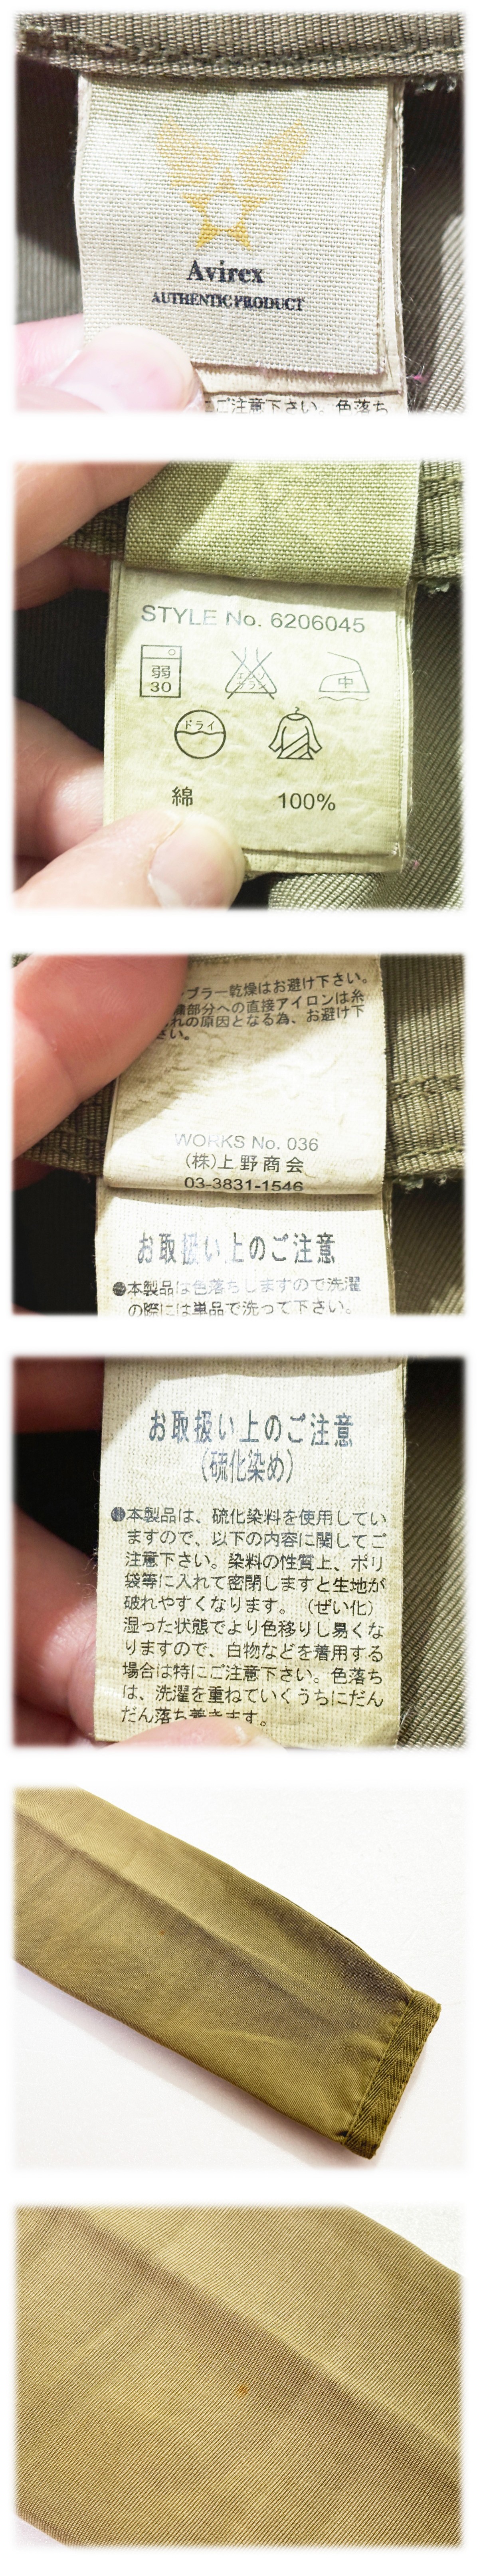 Avirex
AUTHENTIC PRODUCT
ご注意下さい。色落ち
STYLE No. 6206045
弱
30
エンソ
フラン
中
ドライ
綿 100%
ブラー乾燥はお避け下さい。
部分への直接アイロンは糸
れの原因となる為、お避け下
さい。
WORKS No. 036
(株)上野商会
03-3831-1546
お取扱い上のご注意
●本製品は色落ちしますので洗濯
の際には単品で洗って下さい。
お取扱い上のご注意
(硫化染め)
●本製品は、硫化染料を使用してい
ますので、以下の内容に関してご
注意下さい。染料の性質上、ポリ
袋等に入れて密閉しますと生地が
破れやすくなります。(ぜい化)
湿った状態でより色移りし易くな
りますので、白物などを着用する
場合は特にご注意下さい。色落ち
は、洗濯を重ねていくうちにだん
だん落ち着きます。